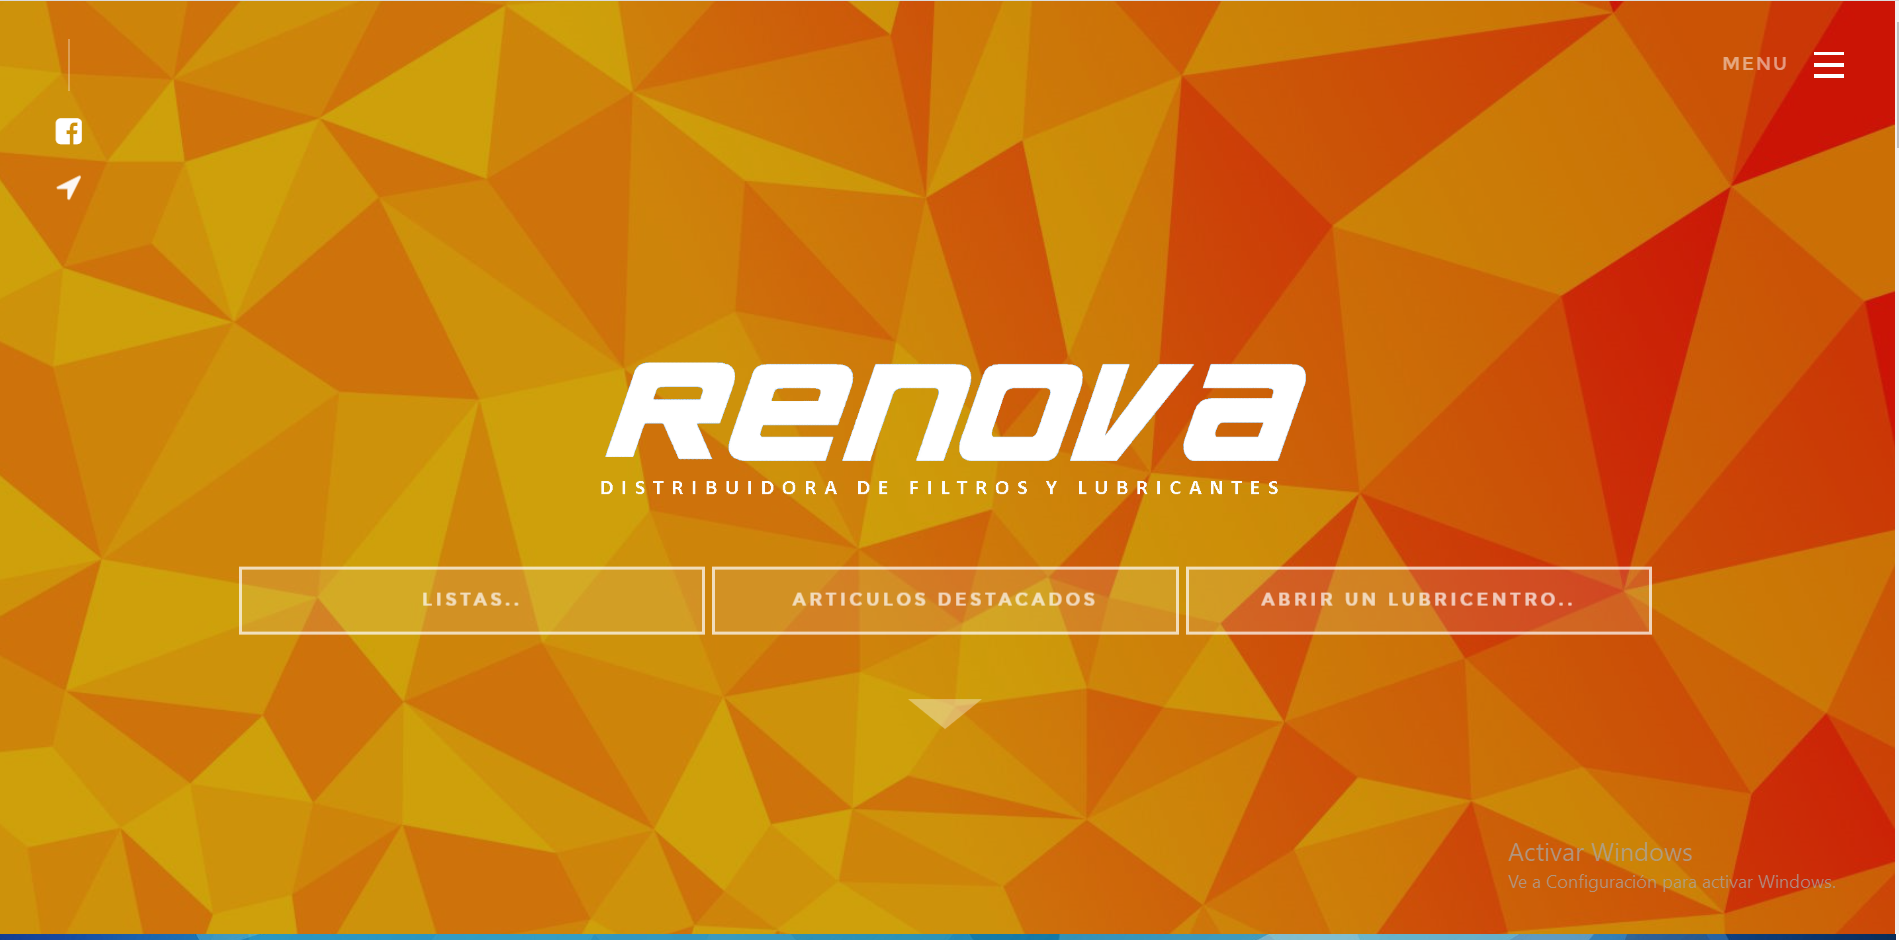 MENU
Renova
DISTRIBUIDORA DE FILTROS Y LUBRICANTES
LISTAS..
ARTICULOS DESTACADOS
ABRIR UN LUBRICENTRO..
Activar Windows
Ve a Configuración para activar Windows.